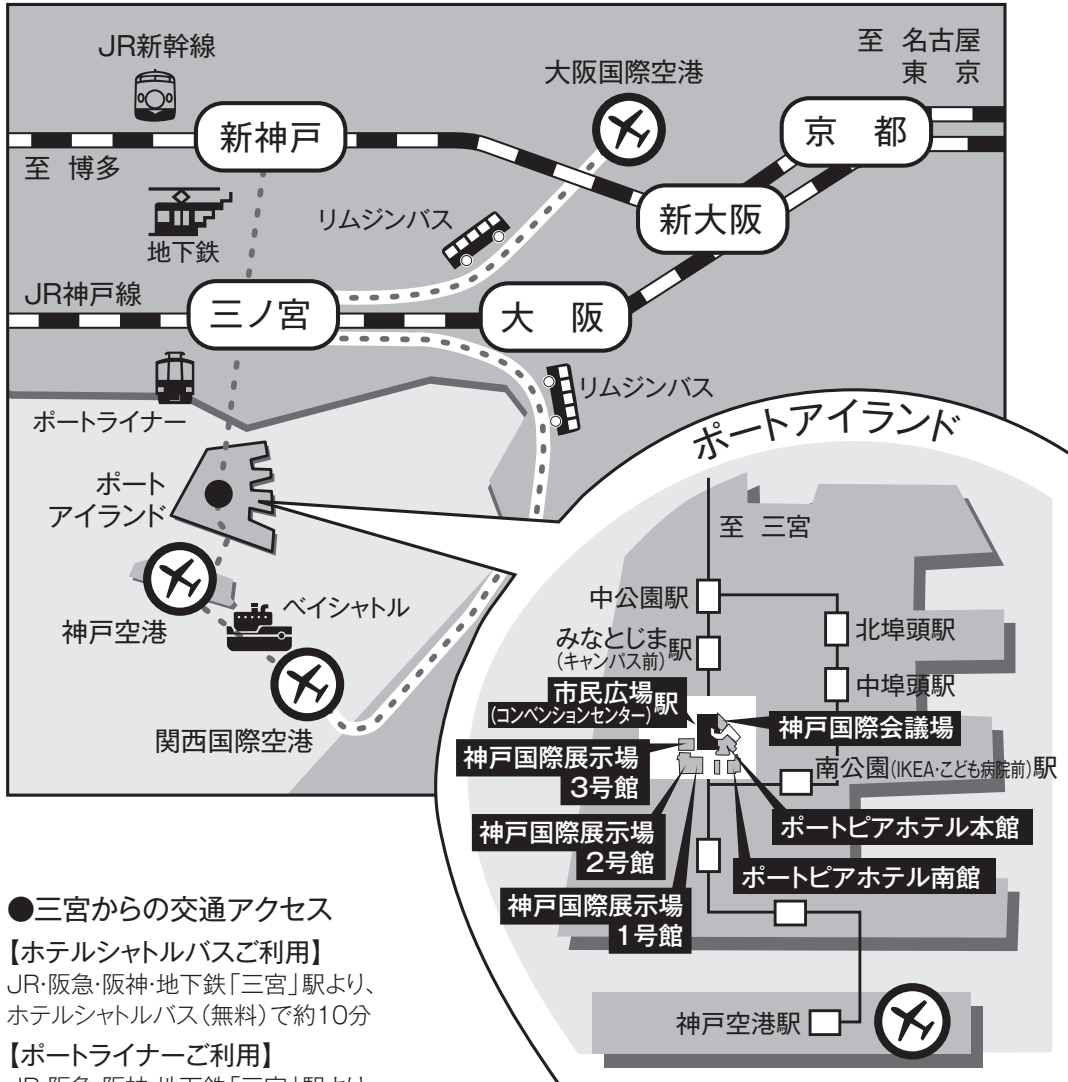 JR新幹線
大阪国際空港
至 名古屋
東 京
新神戸
京 都
至 博多
地下鉄
リムジンバス
新大阪
JR神戸線
三ノ宮
大 阪
リムジンバス
ポートライナー
ポート
アイランド
神戸空港
ベイシャトル
関西国際空港
ポートアイランド
至 三宮
中公園駅
みなとじま駅
(キャンパス前)
市民広場駅
(コンベンションセンター)
北埠頭駅
中埠頭駅
神戸国際会議場
南公園(IKEA·こども病院前)駅
神戸国際展示場
3号館
神戸国際展示場
2号館
神戸国際展示場
1号館
ポートピアホテル本館
ポートピアホテル南館
神戸空港駅
●三宮からの交通アクセス
【ホテルシャトルバスご利用】
JR·阪急·阪神·地下鉄「三宮」駅より、
ホテルシャトルバス(無料)で約10分
【ポートライナーご利用】
JR·阪急·阪神·地下鉄「三宮」駅より